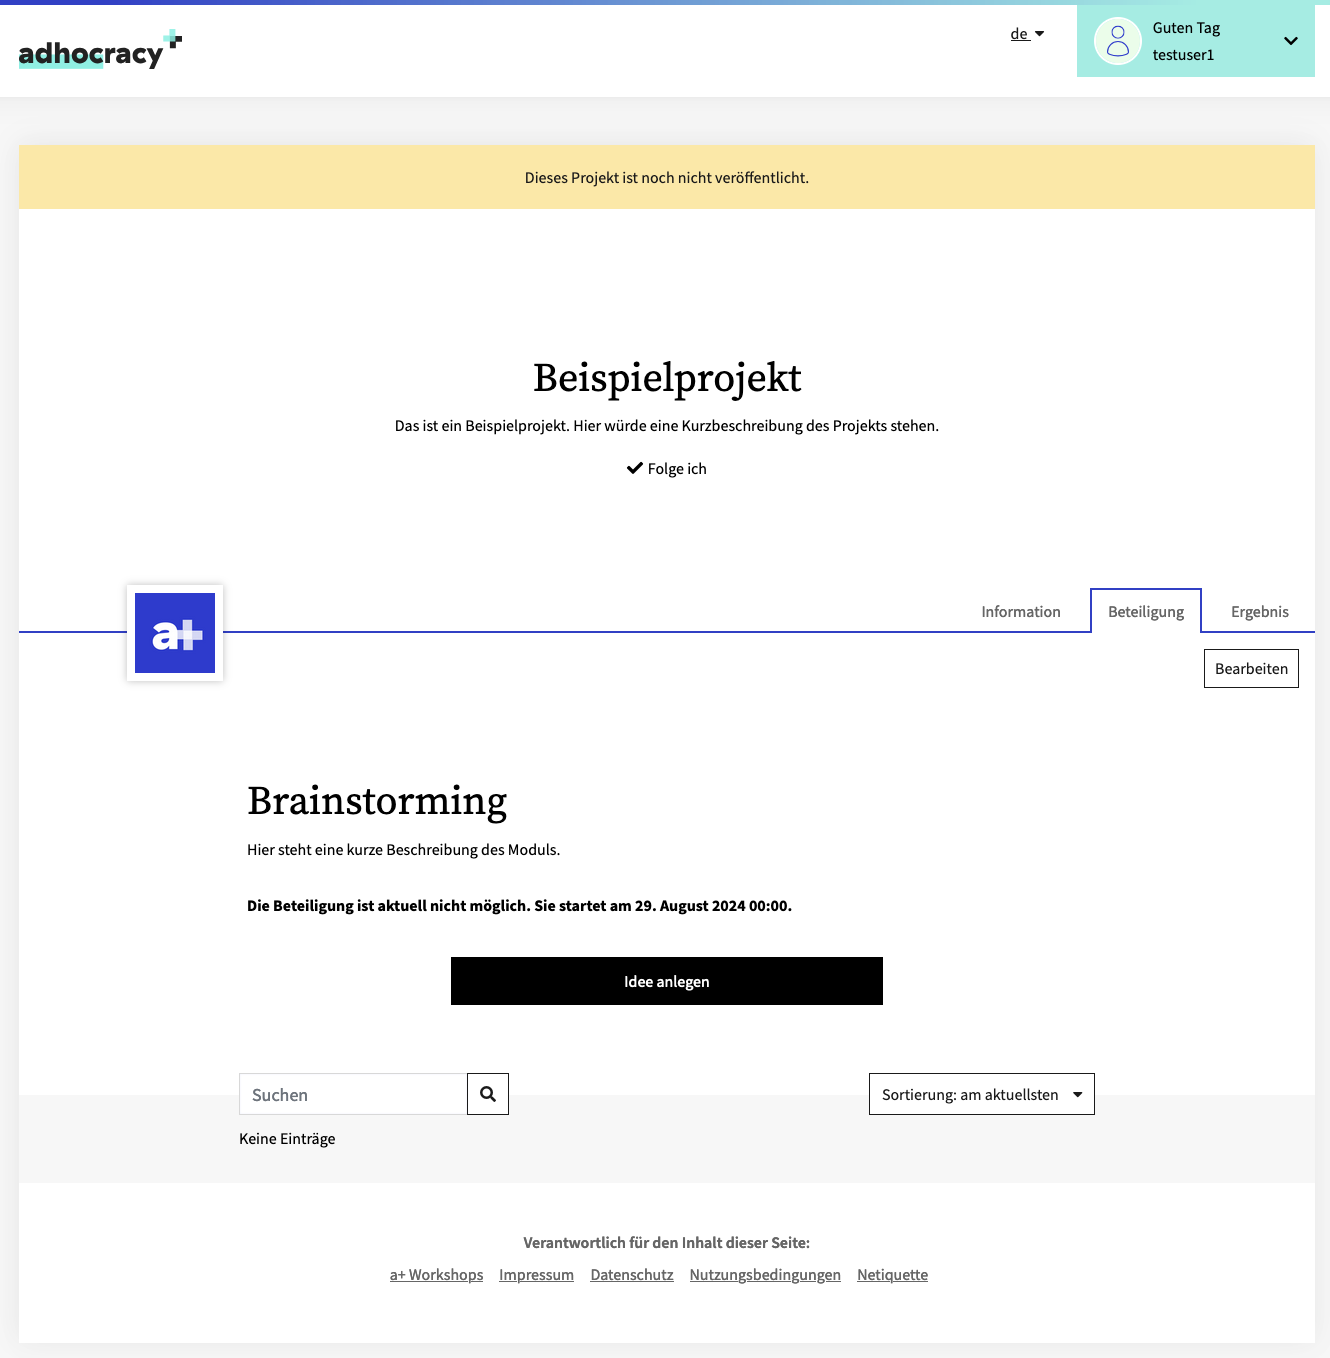 adhocracy+
de
Guten Tag
testuser1
Dieses Projekt ist noch nicht veröffentlicht.
Beispielprojekt
Das ist ein Beispielprojekt. Hier würde eine Kurzbeschreibung des Projekts stehen.
Folge ich
a+
Information
Beteiligung
Ergebnis
Bearbeiten
Brainstorming
Hier steht eine kurze Beschreibung des Moduls.
Die Beteiligung ist aktuell nicht möglich. Sie startet am 29. August 2024 00:00.
Idee anlegen
Suchen
Sortierung: am aktuellsten
Keine Einträge
Verantwortlich für den Inhalt dieser Seite:
a+ Workshops Impressum Datenschutz Nutzungsbedingungen Netiquette